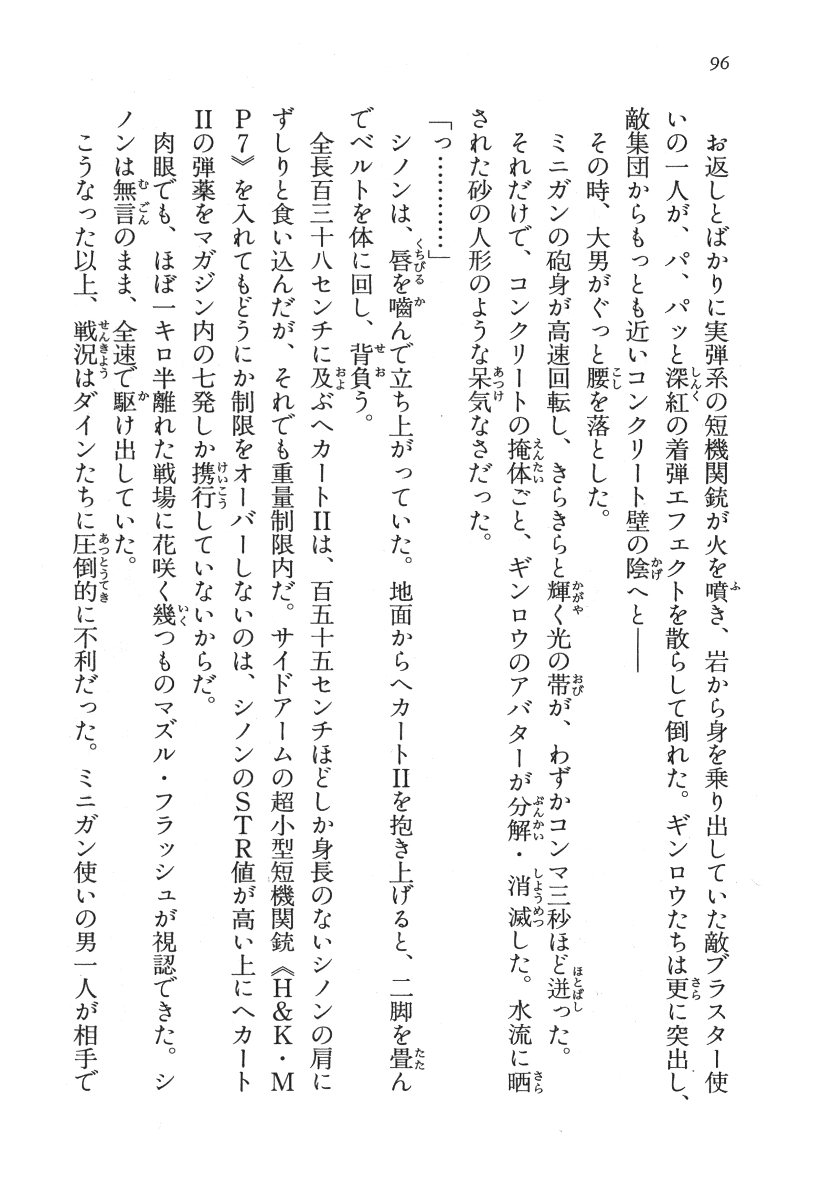 96
お返しとばかりに実弾系の短機関銃が火を噴き、岩から身を乗り出していた敵ブラスター使
いの一人が、パ、パッと深紅の着弾エフェクトを散らして倒れた。ギンロウたちは更に突出し、
敵集団からもっとも近いコンクリート壁の陰へと――
その時、大男がぐっと腰を落とした。
ミニガンの砲身が高速回転し、きらきらと輝く光の帯が、わずかコンマ三秒ほど迸った。
それだけで、コンクリートの掩体ごと、ギンロウのアバターが分解・消滅した。水流に晒
された砂の人形のような呆気なさだった。
「っ…………」
シノンは、唇を嚙んで立ち上がっていた。地面からヘカートIIを抱き上げると、二脚を畳ん
でベルトを体に回し、背負う。
全長百三十八センチに及ぶヘカートIIは、百五十五センチほどしか身長のないシノンの肩に
ずしりと食い込んだが、それでも重量制限内だ。サイドアームの超小型短機関銃《H&K・M
P7》を入れてもどうにか制限をオーバーしないのは、シノンのSTR値が高い上にヘカート
IIの弾薬をマガジン内の七発しか携行していないからだ。
肉眼でも、ほぼ一キロ半離れた戦場に花咲く幾つものマズル・フラッシュが視認できた。シ
ノンは無言のまま、全速で駆け出していた。
こうなった以上、戦況はダインたちに圧倒的に不利だった。ミニガン使いの男一人が相手で